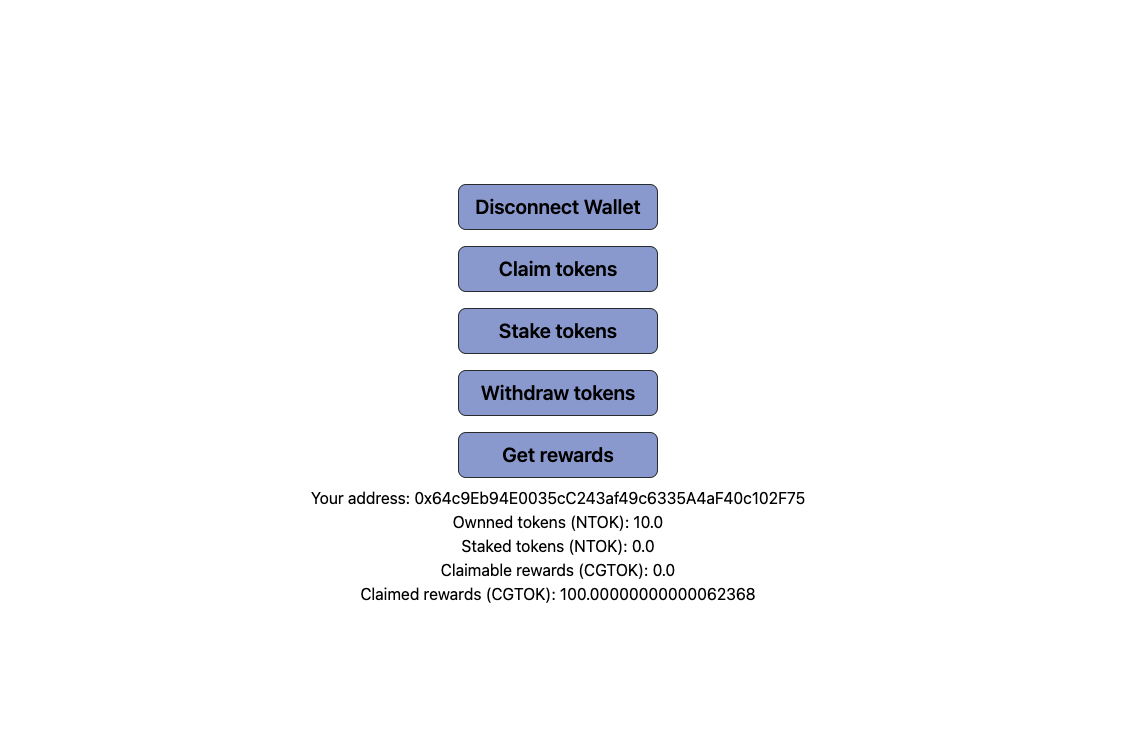 Disconnect Wallet
Claim tokens
Stake tokens
Withdraw tokens
Get rewards
Your address: 0x64c9Eb94E0035cC243af49c6335A4aF40c102F75
Ownned tokens (NTOK): 10.0
Staked tokens (NTOK): 0.0
Claimable rewards (CGTOK): 0.0
Claimed rewards (CGTOK): 100.00000000000062368